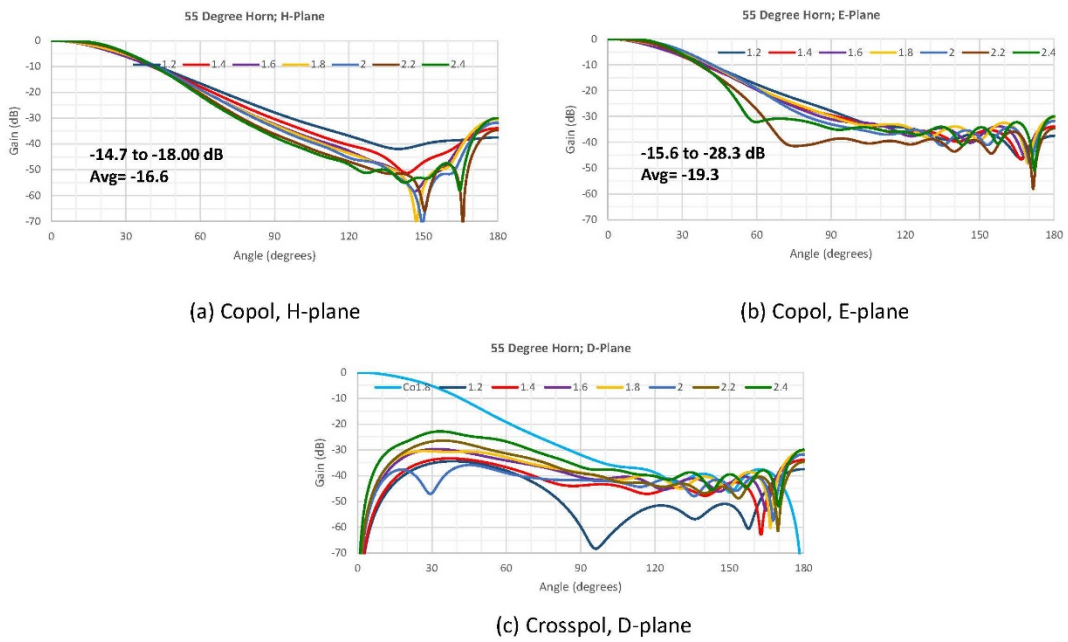 55 Degree Horn; H-Plane
0
-10
-20
-30
-40
-50
-60
-70
Gain (dB)
1.2 1.4 1.6 1.8 2 2.2 2.4
-14.7 to -18.00 dB
Avg= -16.6
0 30 60 90 120 150 180
Angle (degrees)
(a) Copol, H-plane
55 Degree Horn; E-Plane
0
-10
-20
-30
-40
-50
-60
-70
Gain (dB)
1.2 1.4 1.6 1.8 2 2.2 2.4
-15.6 to -28.3 dB
Avg= -19.3
0 30 60 90 120 150 180
Angle (degrees)
(b) Copol, E-plane
55 Degree Horn; D-Plane
0
-10
-20
-30
-40
-50
-60
-70
Gain (dB)
Co1.8 1.2 1.4 1.6 1.8 2 2.2 2.4
0 30 60 90 120 150 180
Angle (degrees)
(c) Crosspol, D-plane